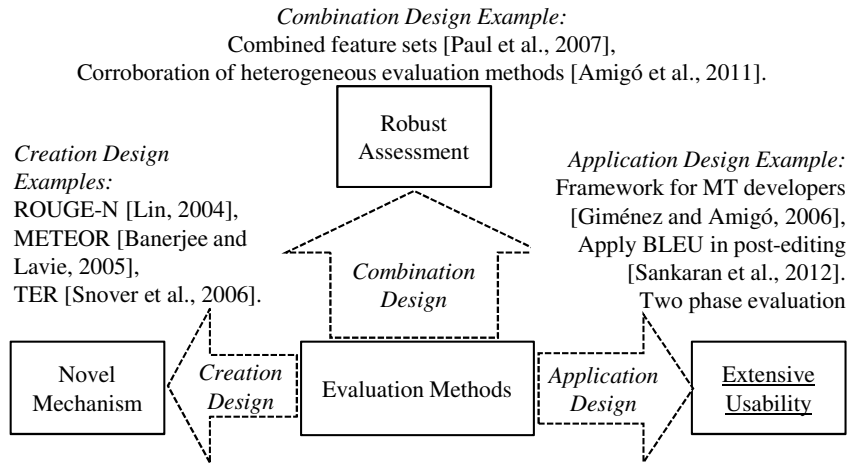 Combination Design Example:
Combined feature sets [Paul et al., 2007],
Corroboration of heterogeneous evaluation methods [Amigó et al., 2011].
Robust
Assessment
Creation Design
Examples:
ROUGE-N [Lin, 2004],
METEOR [Banerjee and
Lavie, 2005],
TER [Snover et al., 2006].
Application Design Example:
Framework for MT developers
[Giménez and Amigó, 2006],
Apply BLEU in post-editing
[Sankaran et al., 2012].
Two phase evaluation
Combination
Design
Novel
Mechanism
Creation
Design
Evaluation Methods
Application
Design
Extensive
Usability